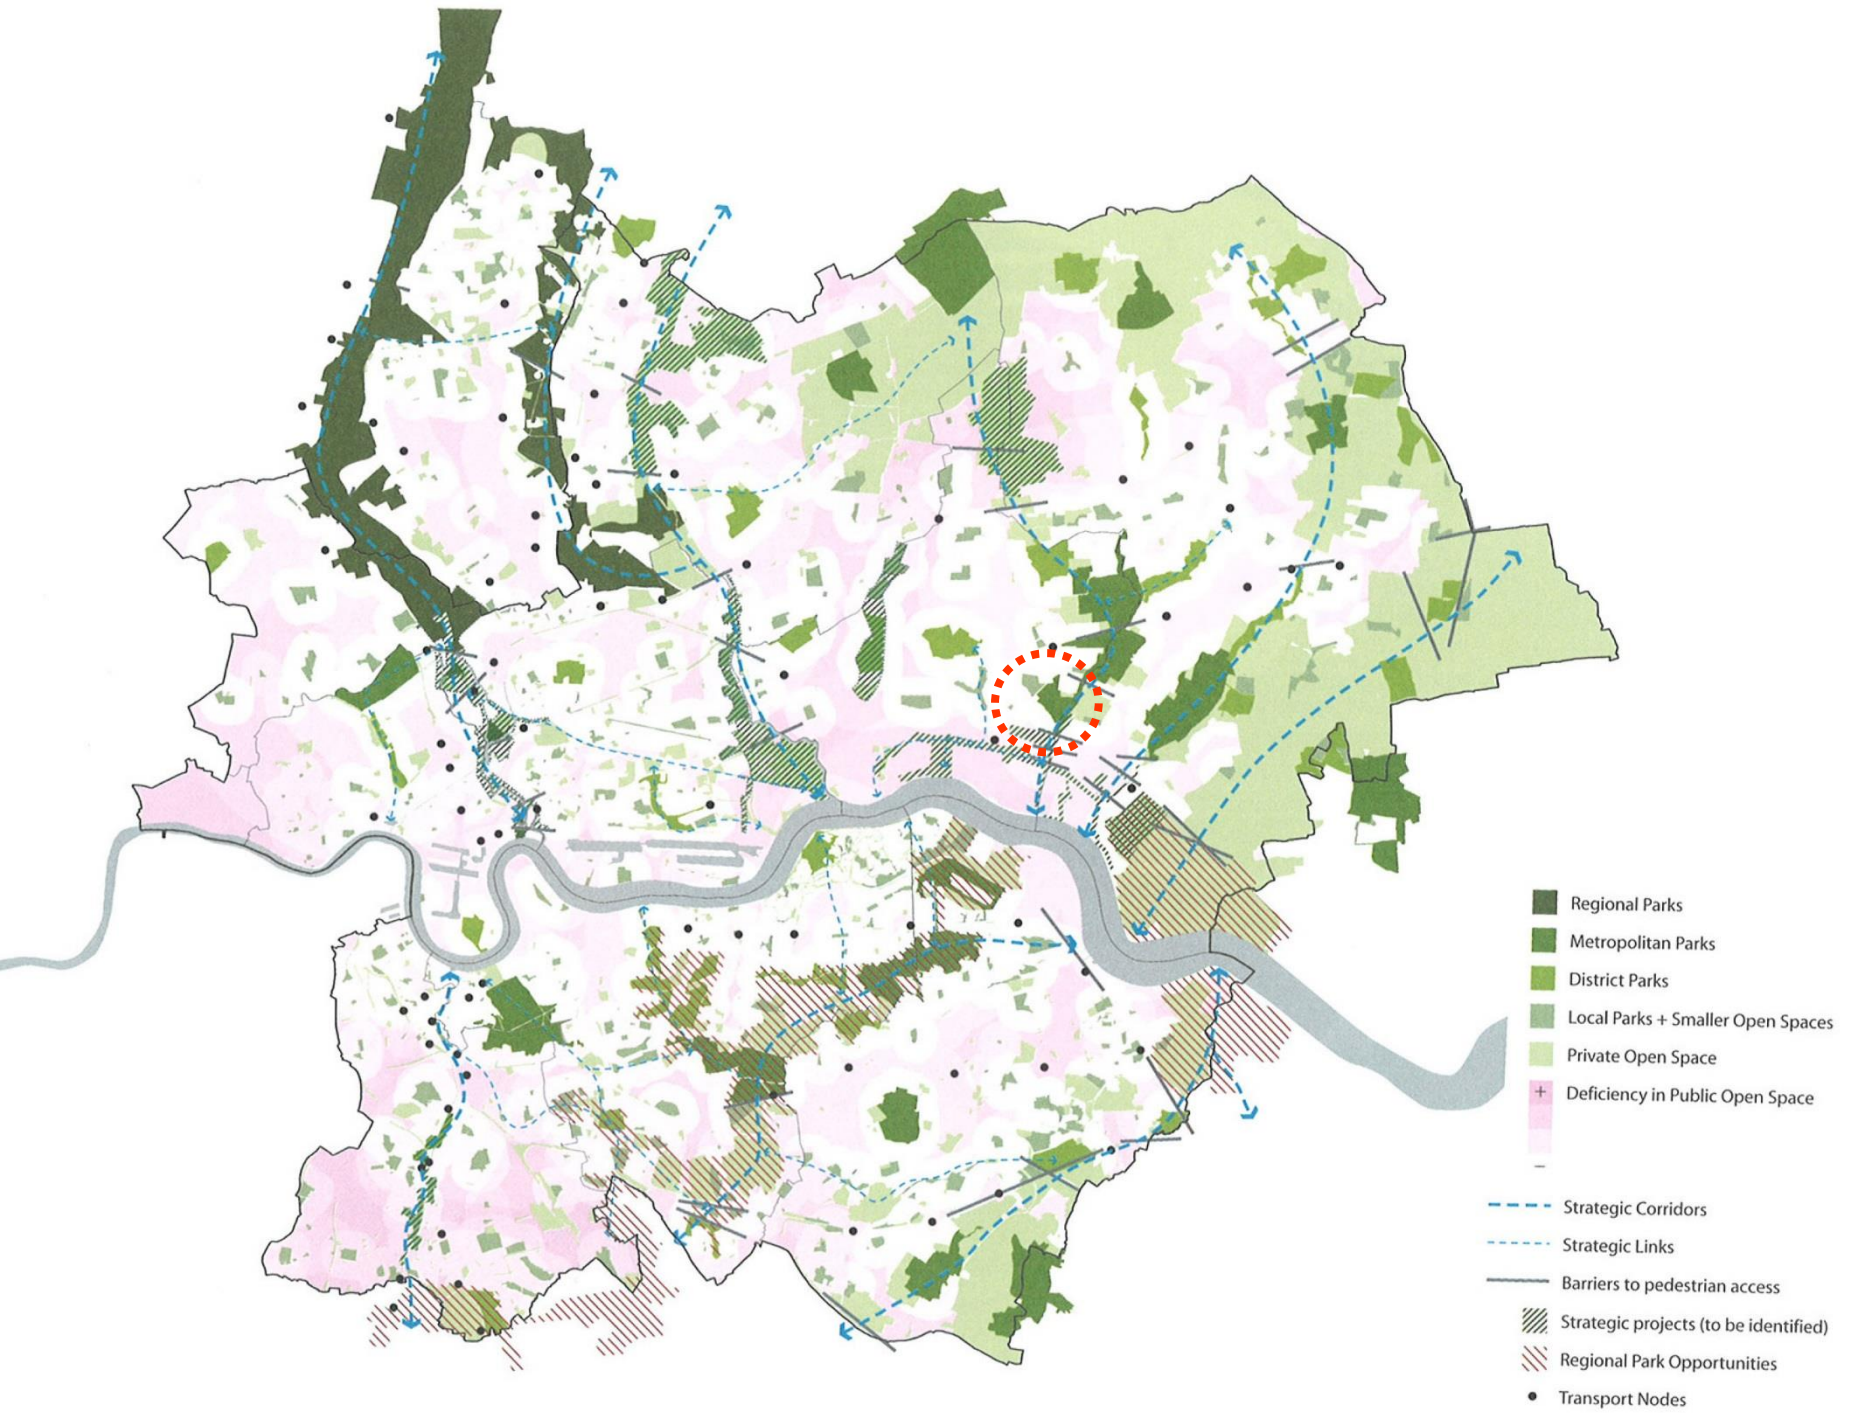 Regional Parks
Metropolitan Parks
District Parks
Local Parks + Smaller Open Spaces
Private Open Space
+
Deficiency in Public Open Space
−
Strategic Corridors
Strategic Links
Barriers to pedestrian access
Strategic projects (to be identified)
Regional Park Opportunities
Transport Nodes